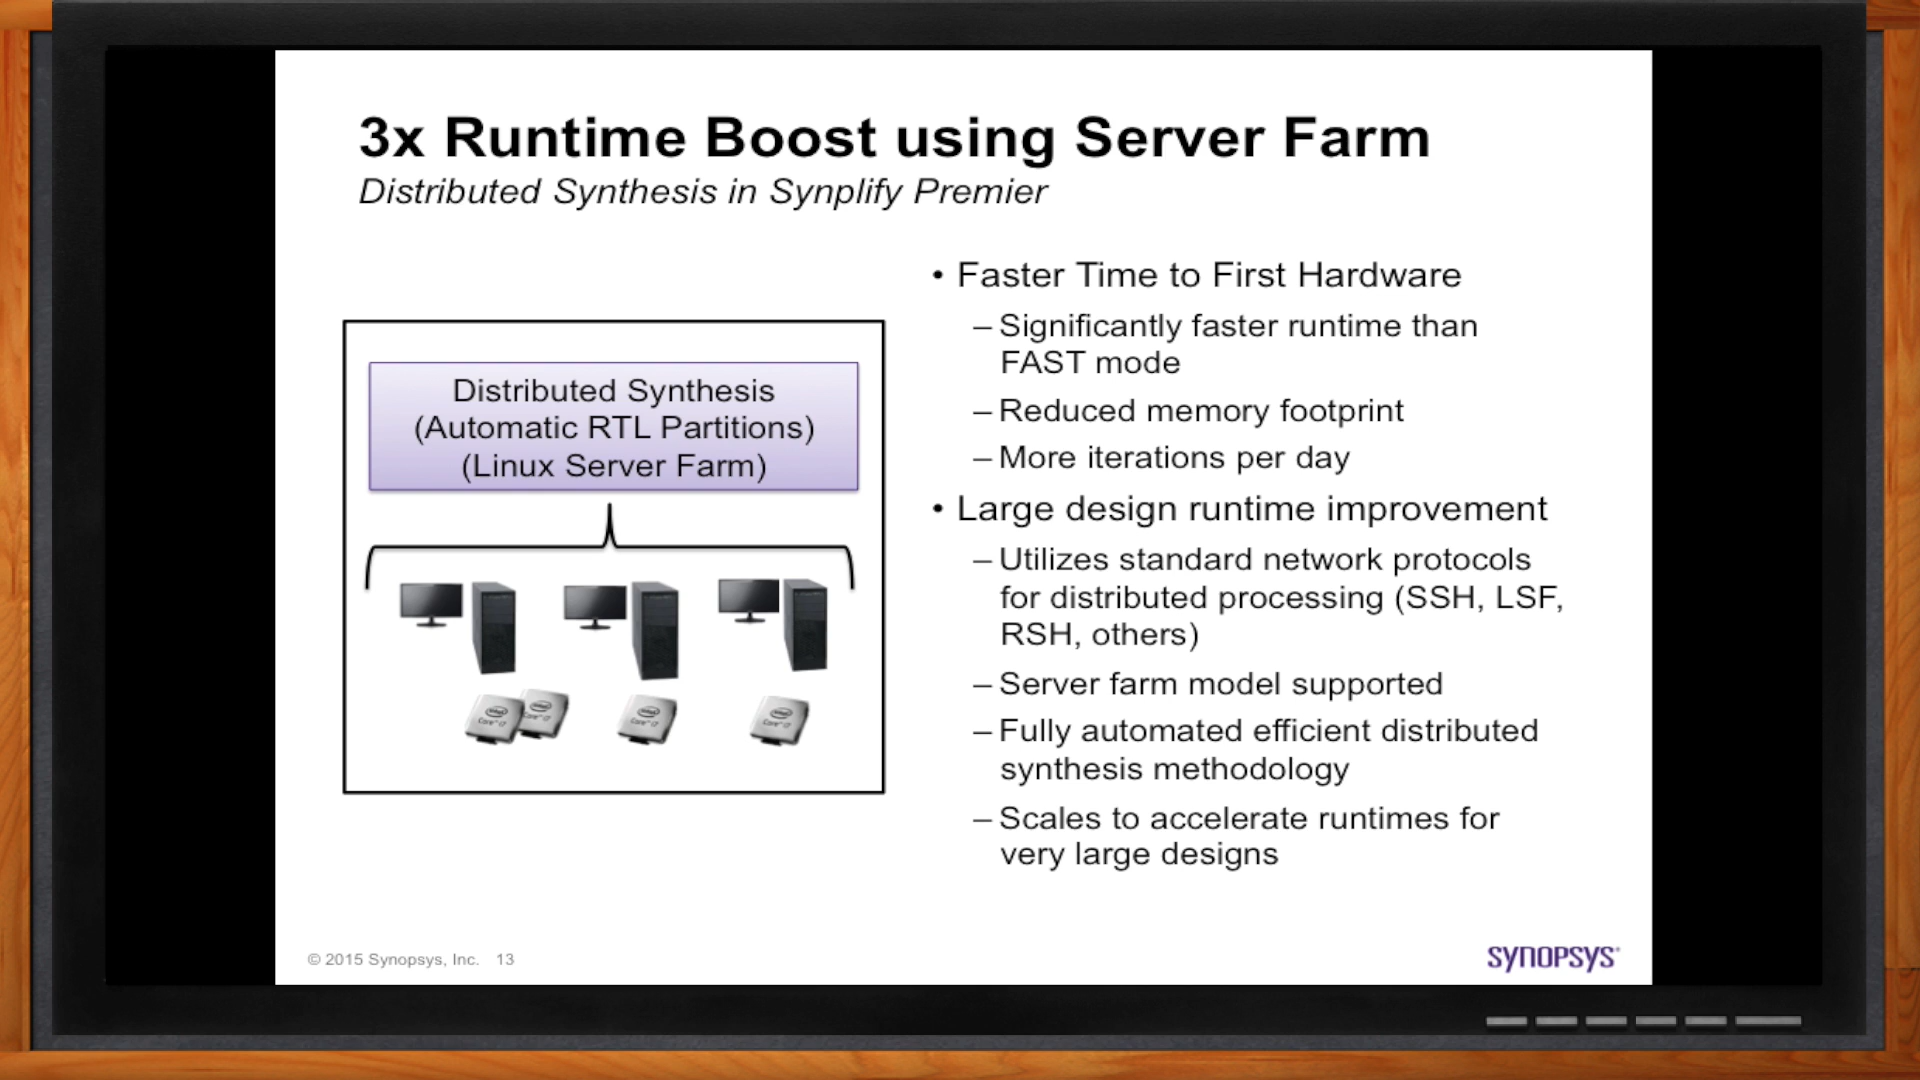 3x Runtime Boost using Server Farm
Distributed Synthesis in Synplify Premier
Distributed Synthesis
(Automatic RTL Partitions)
(Linux Server Farm)
• Faster Time to First Hardware
– Significantly faster runtime than
FAST mode
– Reduced memory footprint
– More iterations per day
• Large design runtime improvement
– Utilizes standard network protocols
for distributed processing (SSH, LSF,
RSH, others)
– Server farm model supported
– Fully automated efficient distributed
synthesis methodology
– Scales to accelerate runtimes for
very large designs
© 2015 Synopsys, Inc. 13
SYNOPSYS